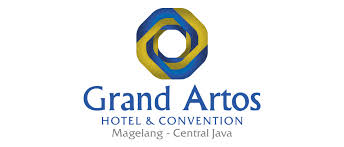 Grand Artos
HOTEL & CONVENTION
Magelang - Central Java